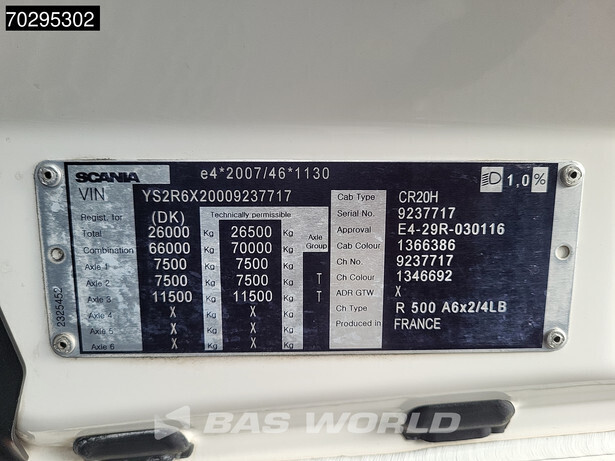 70295302
SCANIA e4*2007/46*1130 1,0%
VIN YS2R6X20009237717
Regist. for (DK) Technically permissible
Total 26000 Kg 26500 Kg Axle Group
Combination 66000 Kg 70000 Kg
Axle 1 7500 Kg 7500 Kg
Axle 2 7500 Kg 7500 Kg T
Axle 3 11500 Kg 11500 Kg T
Axle 4 X Kg X Kg
Axle 5 X Kg X Kg
Axle 6 X Kg X Kg
Cab Type CR20H
Serial No. 9237717
Approval E4-29R-030116
Cab Colour 1366386
Ch No. 9237717
Ch Colour 1346692
ADR GTW X
Ch Type R 500 A6x2/4LB
Produced in FRANCE
2325452
BAS WORLD